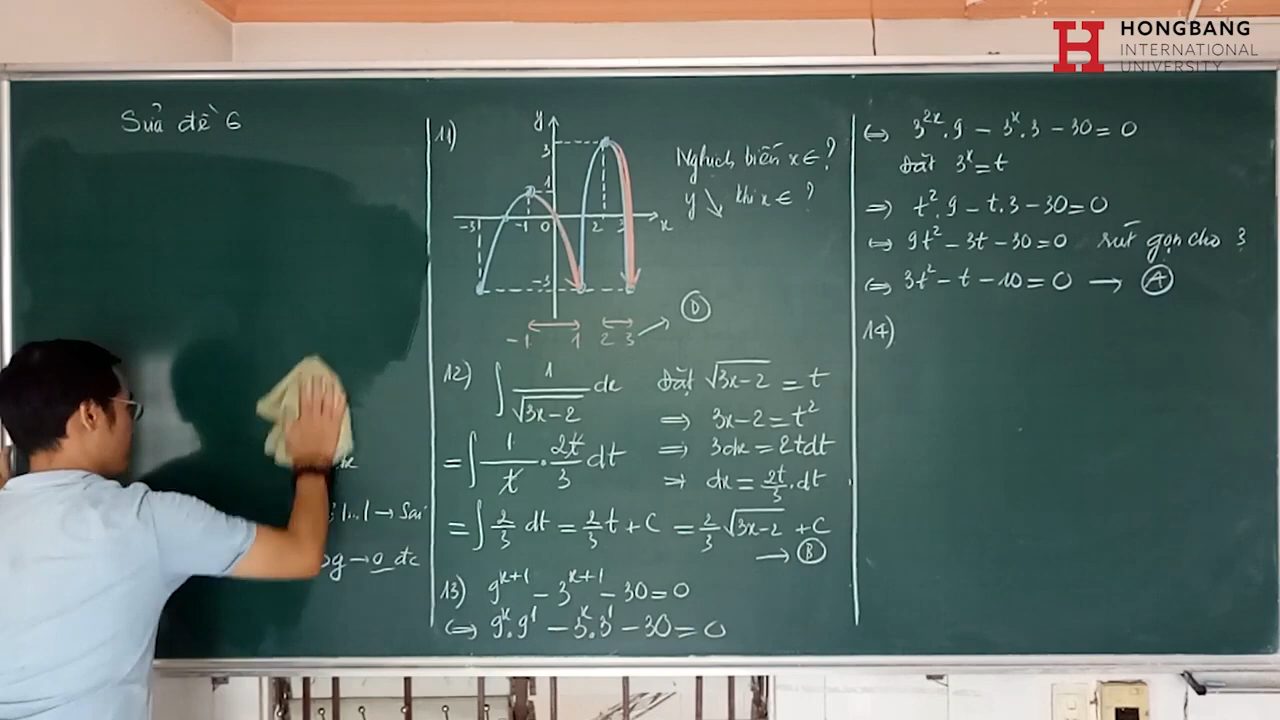 HONGBANG
INTERNATIONAL
UNIVERSITY
Sửa đề 6
|...| → Sai
→ 0 đc
11)
y
3
1
-3 -1 0 2 3 x
-3
-1 1 2 3 → D
Nghịch biến x ∈ ?
y ↘ khi x ∈ ?
12) ∫ 1/√(3x-2) dx Đặt √(3x-2) = t
⇒ 3x-2 = t²
⇒ 3dx = 2tdt
⇒ dx = 2t/3 . dt
= ∫ 1/t . 2t/3 dt
= ∫ 2/3 dt = 2/3 t + C = 2/3 √(3x-2) + C
→ B
13) 9^(x+1) - 3^(x+1) - 30 = 0
⇔ 9^x . 9^1 - 3^x . 3^1 - 30 = 0
⇔ 3^(2x) . 9 - 3^x . 3 - 30 = 0
Đặt 3^x = t
⇒ t² . 9 - t . 3 - 30 = 0
⇔ 9t² - 3t - 30 = 0 rút gọn cho 3
⇔ 3t² - t - 10 = 0 → A
14)